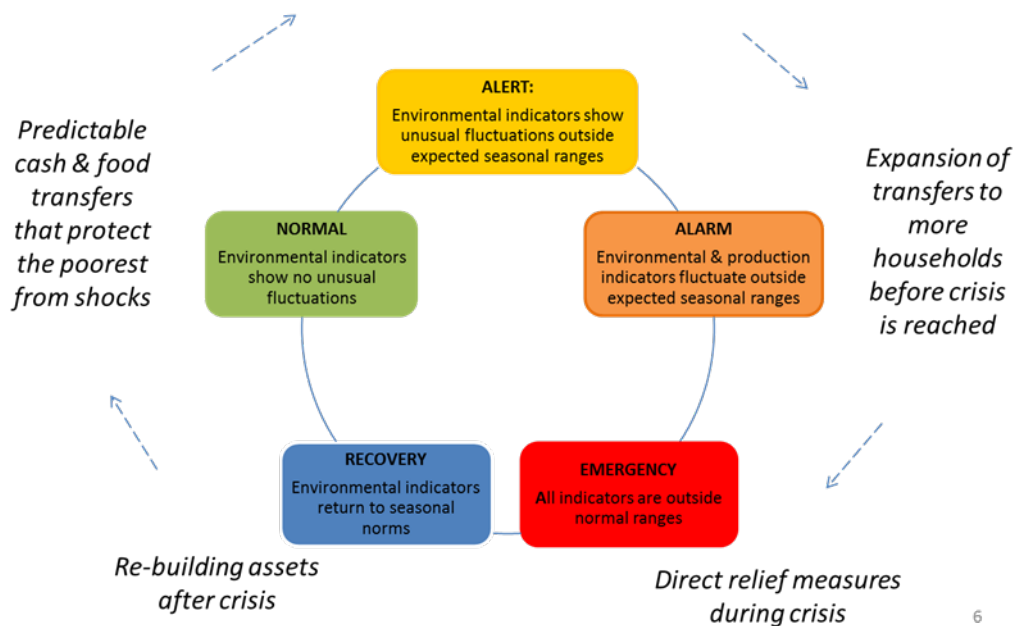 ALERT:
Environmental indicators show
unusual fluctuations outside
expected seasonal ranges
Predictable
cash & food
transfers
that protect
the poorest
from shocks
NORMAL
Environmental indicators
show no unusual
fluctuations
ALARM
Environmental & production
indicators fluctuate outside
expected seasonal ranges
Expansion of
transfers to
more
households
before crisis
is reached
RECOVERY
Environmental indicators
return to seasonal
norms
EMERGENCY
All indicators are outside
normal ranges
Re-building assets
after crisis
Direct relief measures
during crisis
6